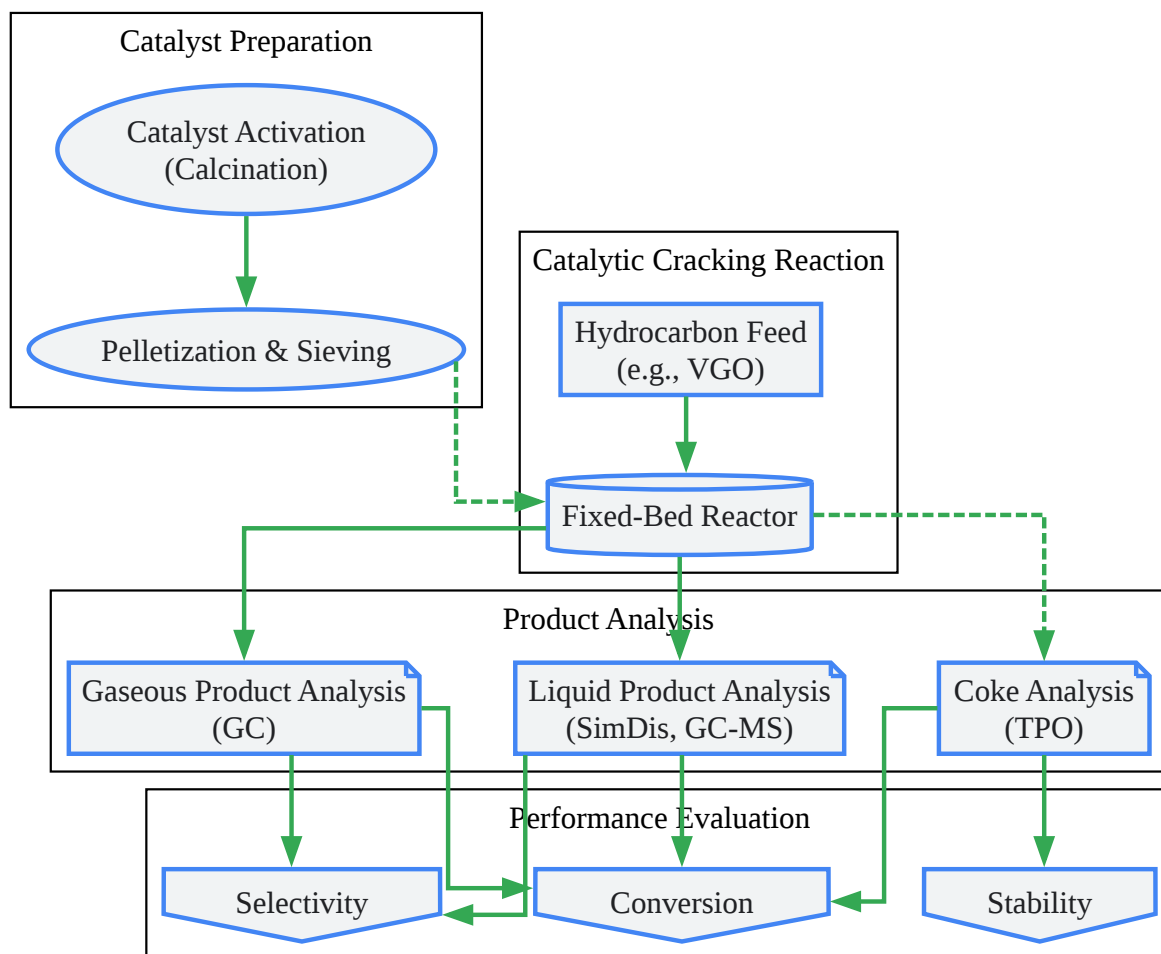 Catalyst Preparation
Catalyst Activation
(Calcination)
Pelletization & Sieving
Catalytic Cracking Reaction
Hydrocarbon Feed
(e.g., VGO)
Fixed-Bed Reactor
Product Analysis
Gaseous Product Analysis
(GC)
Liquid Product Analysis
(SimDis, GC-MS)
Coke Analysis
(TPO)
Performance Evaluation
Selectivity
Conversion
Stability